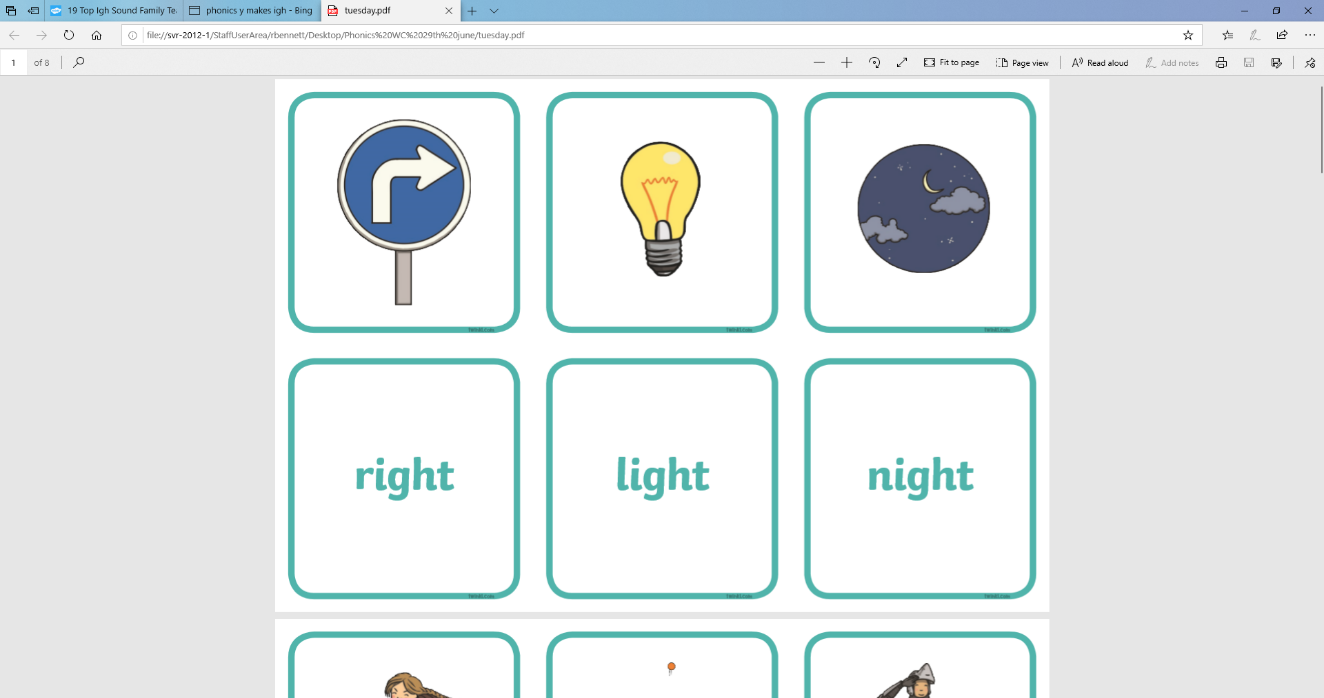 19 Top Igh Sound Family Te
phonics y makes igh - Bing
tuesday.pdf
file://svr-2012-1/StaffUserArea/rbennett/Desktop/Phonics%20WC%2029th%20june/tuesday.pdf
1 of 8
Fit to page
Page view
Read aloud
Add notes
right
light
night